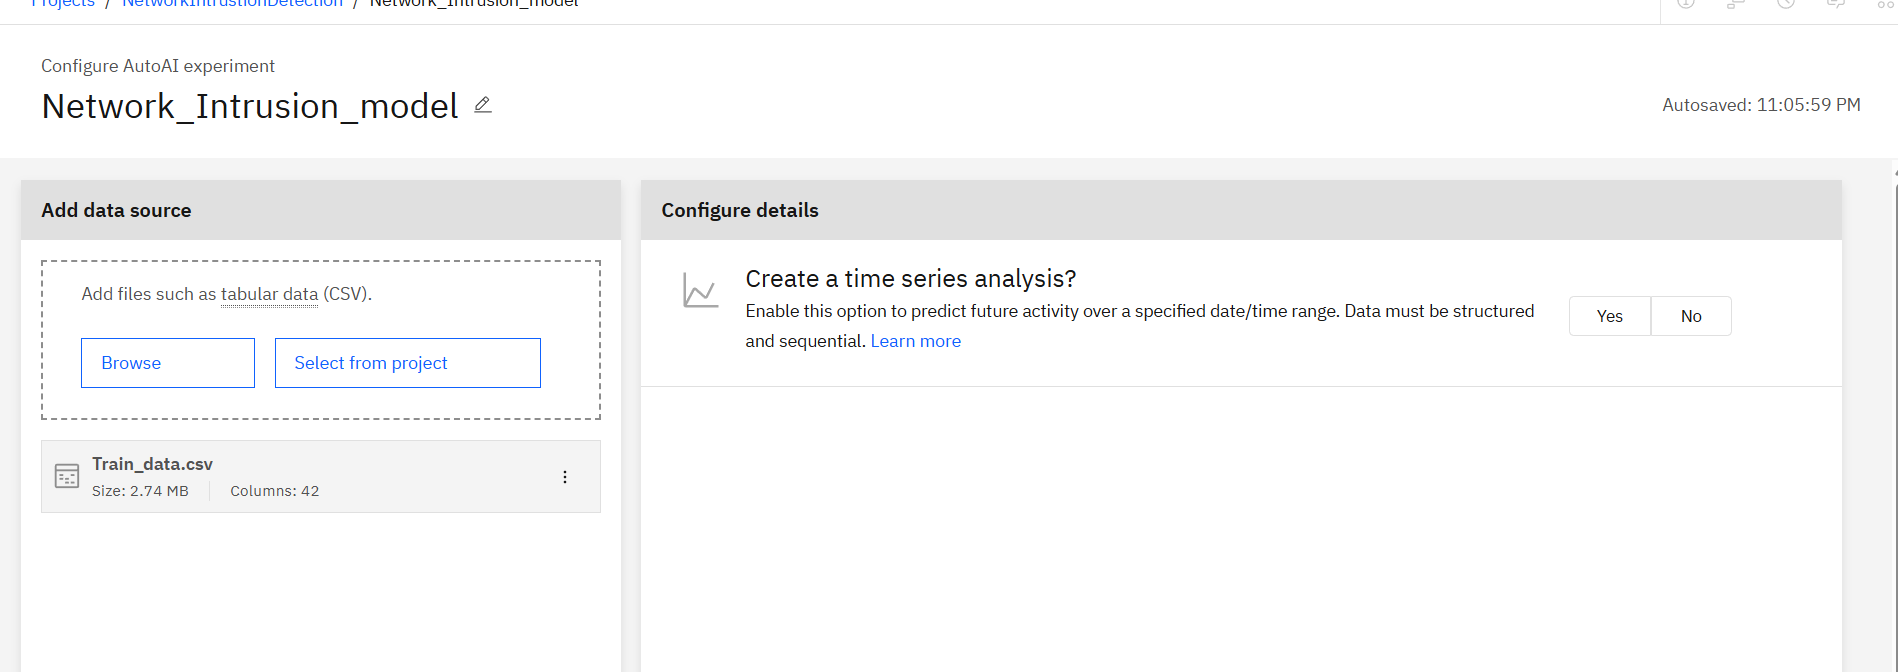 Projects / NetworkIntrustionDetection / Network_Intrusion_model
Configure AutoAI experiment
Network_Intrusion_model
Autosaved: 11:05:59 PM
Add data source
Add files such as tabular data (CSV).
Browse
Select from project
Train_data.csv
Size: 2.74 MB
Columns: 42
Configure details
Create a time series analysis?
Enable this option to predict future activity over a specified date/time range. Data must be structured
and sequential. Learn more
Yes
No